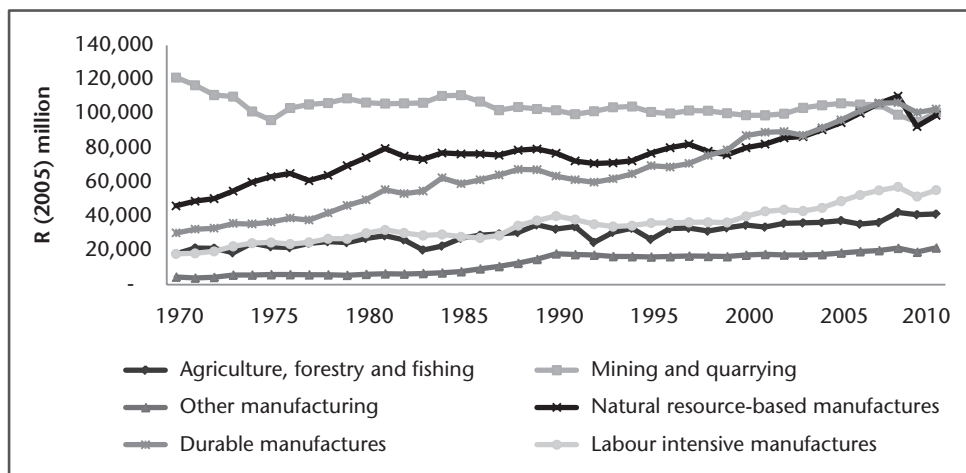 R (2005) million
140,000
120,000
100,000
80,000
60,000
40,000
20,000
-
1970 1975 1980 1985 1990 1995 2000 2005 2010
Agriculture, forestry and fishing Mining and quarrying
Other manufacturing Natural resource-based manufactures
Durable manufactures Labour intensive manufactures